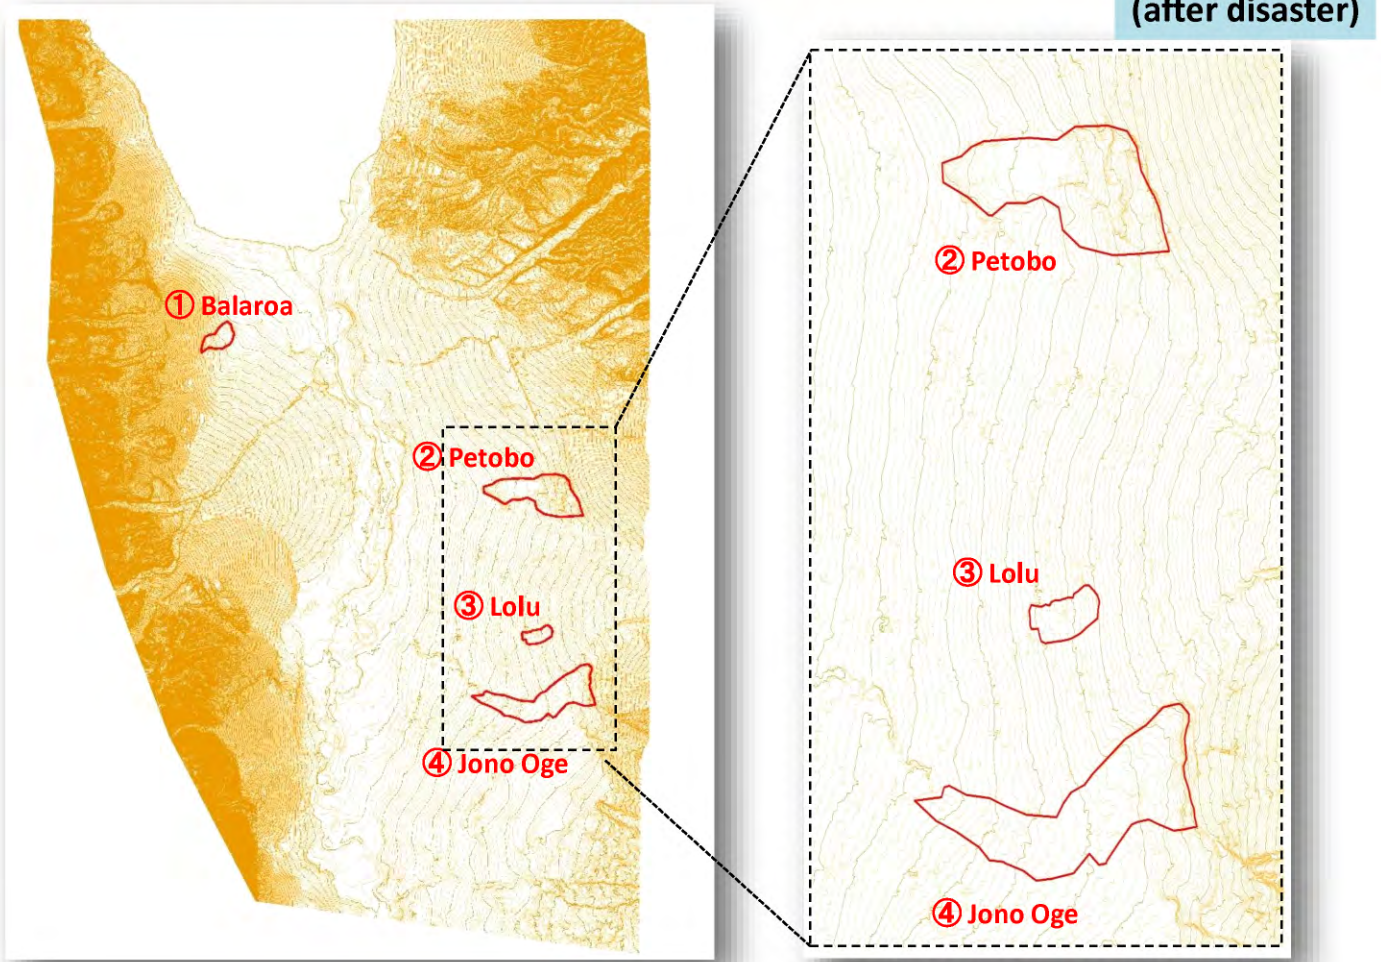 (after disaster)
① Balaroa
② Petobo
③ Lolu
④ Jono Oge
② Petobo
③ Lolu
④ Jono Oge